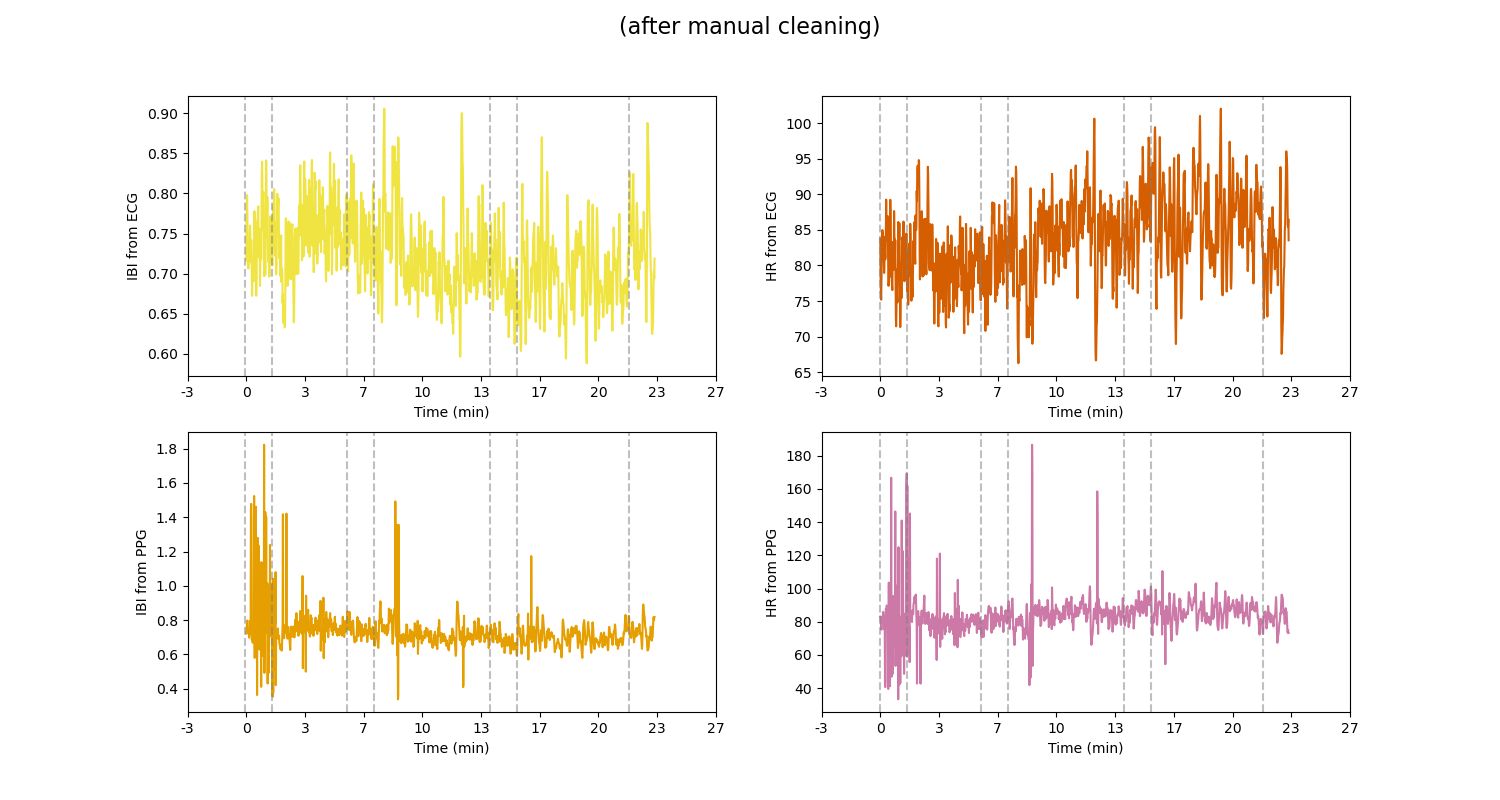 (after manual cleaning)
IBI from ECG
0.90
0.85
0.80
0.75
0.70
0.65
0.60
-3 0 3 7 10 13 17 20 23 27
Time (min)
HR from ECG
100
95
90
85
80
75
70
65
-3 0 3 7 10 13 17 20 23 27
Time (min)
IBI from PPG
1.8
1.6
1.4
1.2
1.0
0.8
0.6
0.4
-3 0 3 7 10 13 17 20 23 27
Time (min)
HR from PPG
180
160
140
120
100
80
60
40
-3 0 3 7 10 13 17 20 23 27
Time (min)